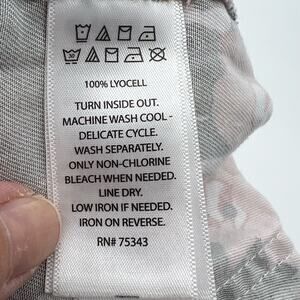 100% LYOCELL
TURN INSIDE OUT.
MACHINE WASH COOL -
DELICATE CYCLE.
WASH SEPARATELY.
ONLY NON-CHLORINE
BLEACH WHEN NEEDED.
LINE DRY.
LOW IRON IF NEEDED.
IRON ON REVERSE.
RN# 75343